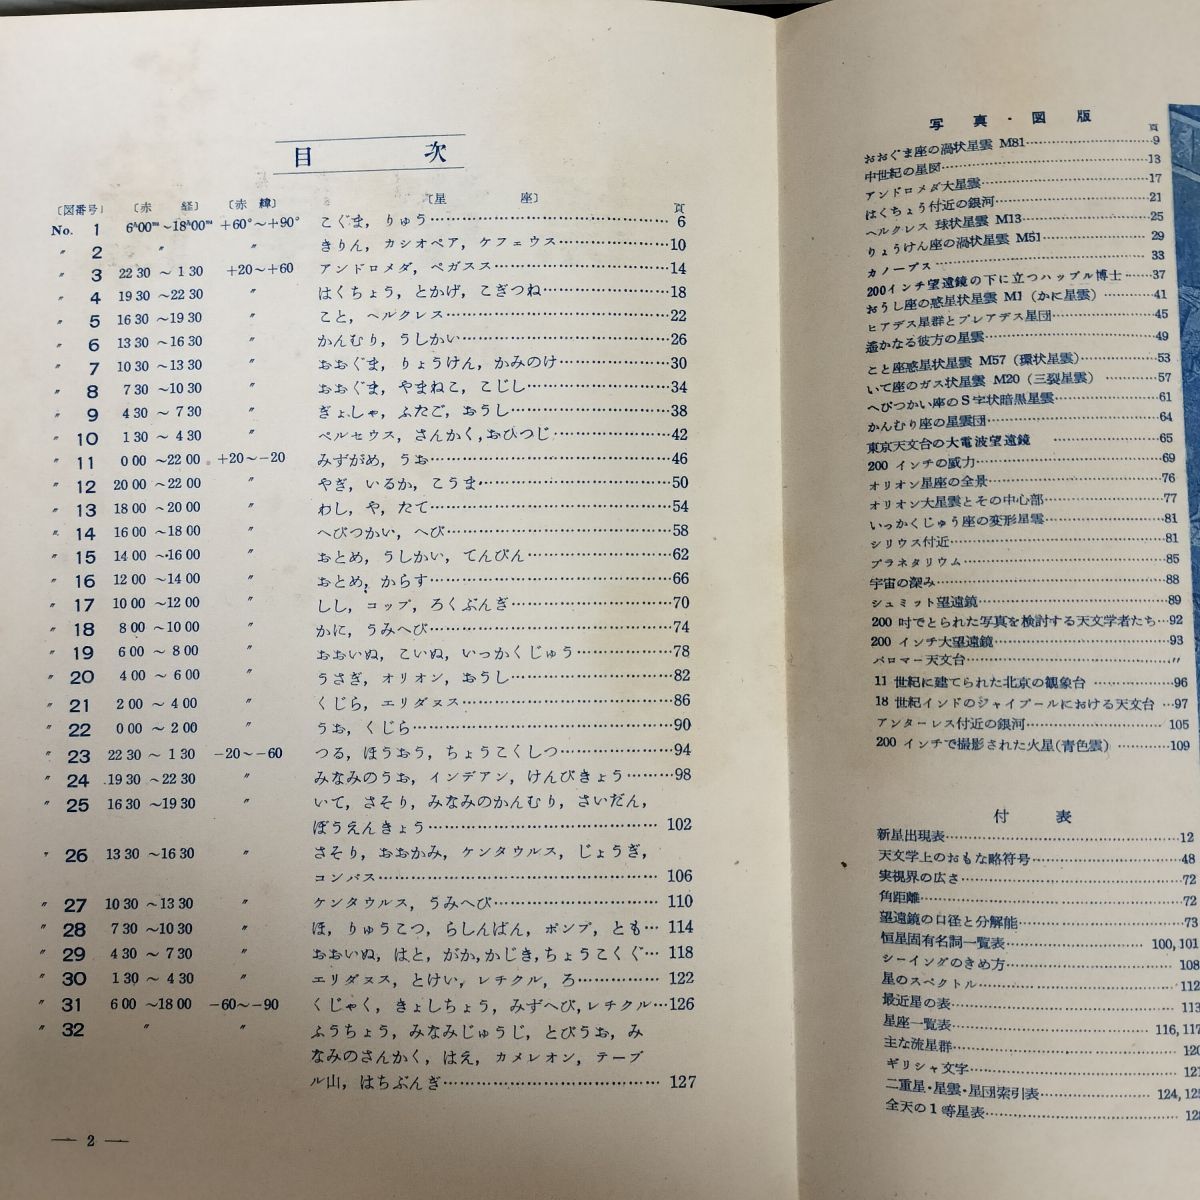 目次
〔図番号〕 〔赤経〕 〔赤緯〕 〔星座〕 頁
No. 1 6ʰ00ᵐ～18ʰ00ᵐ +60°～+90° こぐま，りゅう 6
〃 2 〃 〃 きりん，カシオペア，ケフェウス 10
〃 3 22 30 ～ 1 30 +20～+60 アンドロメダ，ペガスス 14
〃 4 19 30 ～22 30 〃 はくちょう，とかげ，こぎつね 18
〃 5 16 30 ～19 30 〃 こと，ヘルクレス 22
〃 6 13 30 ～16 30 〃 かんむり，うしかい 26
〃 7 10 30 ～13 30 〃 おおぐま，りょうけん，かみのけ 30
〃 8 7 30 ～10 30 〃 おおぐま，やまねこ，こじし 34
〃 9 4 30 ～ 7 30 〃 ぎょしゃ，ふたご，おうし 38
〃 10 1 30 ～ 4 30 〃 ペルセウス，さんかく，おひつじ 42
〃 11 0 00 ～22 00 +20～−20 みずがめ，うお 46
〃 12 20 00 ～22 00 〃 やぎ，いるか，こうま 50
〃 13 18 00 ～20 00 〃 わし，や，たて 54
〃 14 16 00 ～18 00 〃 へびつかい，へび 58
〃 15 14 00 ～16 00 〃 おとめ，うしかい，てんびん 62
〃 16 12 00 ～14 00 〃 おとめ，からす 66
〃 17 10 00 ～12 00 〃 しし，コップ，ろくぶんぎ 70
〃 18 8 00 ～10 00 〃 かに，うみへび 74
〃 19 6 00 ～ 8 00 〃 おおいぬ，こいぬ，いっかくじゅう 78
〃 20 4 00 ～ 6 00 〃 うさぎ，オリオン，おうし 82
〃 21 2 00 ～ 4 00 〃 くじら，エリダヌス 86
〃 22 0 00 ～ 2 00 〃 うお，くじら 90
〃 23 22 30 ～ 1 30 −20～−60 つる，ほうおう，ちょうこくしつ 94
〃 24 19 30 ～22 30 〃 みなみのうお，インデアン，けんびきょう 98
〃 25 16 30 ～19 30 〃 いて，さそり，みなみのかんむり，さいだん，
ぼうえんきょう 102
〃 26 13 30 ～16 30 〃 さそり，おおかみ，ケンタウルス，じょうぎ，
コンパス 106
〃 27 10 30 ～13 30 〃 ケンタウルス，うみへび 110
〃 28 7 30 ～10 30 〃 ほ，りゅうこつ，らしんばん，ポンプ，とも 114
〃 29 4 30 ～ 7 30 〃 おおいぬ，はと，がか，かじき，ちょうこくぐ 118
〃 30 1 30 ～ 4 30 〃 エリダヌス，とけい，レチクル，ろ 122
〃 31 6 00 ～18 00 −60～−90 くじゃく，きょしちょう，みずへび，レチクル 126
〃 32 〃 〃 ふうちょう，みなみじゅうじ，とびうお，み
なみのさんかく，はえ，カメレオン，テーブ
ル山，はちぶんぎ 127
— 2 —
写真・図版
頁
おおぐま座の渦状星雲 M81 9
中世紀の星図 13
アンドロメダ大星雲 17
はくちょう付近の銀河 21
ヘルクレス 球状星雲 M13 25
りょうけん座の渦状星雲 M51 29
カノープス 33
200インチ望遠鏡の下に立つハッブル博士 37
おうし座の惑星状星雲 M1（かに星雲） 41
ヒアデス星群とプレアデス星団 45
遙かなる彼方の星雲 49
こと座惑星状星雲 M57（環状星雲） 53
いて座のガス状星雲 M20（三裂星雲） 57
へびつかい座のS字状暗黒星雲 61
かんむり座の星雲団 64
東京天文台の大電波望遠鏡 65
200 インチの威力 69
オリオン星座の全景 76
オリオン大星雲とその中心部 77
いっかくじゅう座の変形星雲 81
シリウス付近 81
プラネタリウム 85
宇宙の深み 88
シュミット望遠鏡 89
200 吋でとられた写真を検討する天文学者たち 92
200 インチ大望遠鏡 93
パロマー天文台 〃
11 世紀に建てられた北京の観象台 96
18 世紀インドのジャイプールにおける天文台 97
アンターレス付近の銀河 105
200 インチで撮影された火星（青色雲） 109
付表
新星出現表 12
天文学上のおもな略符号 48
実視界の広さ 72
角距離 72
望遠鏡の口径と分解能 73
恒星固有名詞一覧表 100, 101
シーイングのきめ方 108
星のスペクトル 112
最近星の表 113
星座一覧表 116, 117
主な流星群 120
ギリシャ文字 121
二重星・星雲・星団索引表 124, 125
全天の1等星表